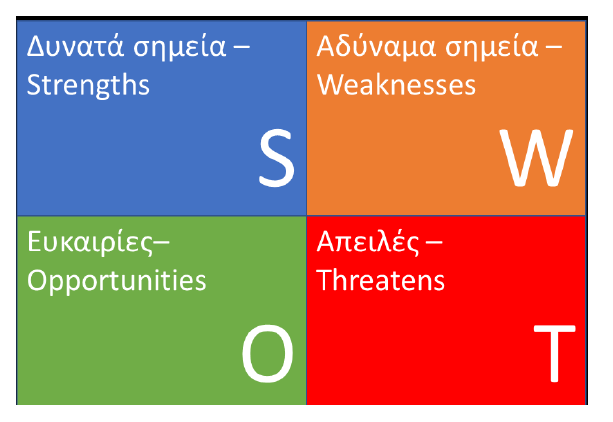 Δυνατά σημεία –
Strengths
S
Αδύναμα σημεία –
Weaknesses
W
Ευκαιρίες–
Opportunities
O
Απειλές –
Threatens
T